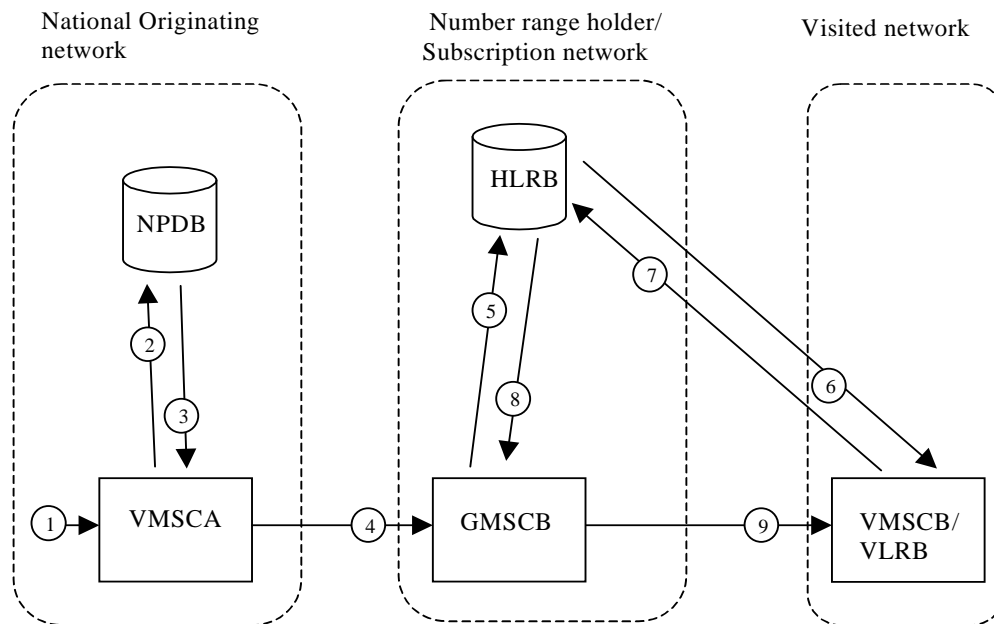 National Originating
network
Number range holder/
Subscription network
Visited network
HLRB
NPDB
7
5
2
6
3
8
1
VMSCA
4
GMSCB
9
VMSCB/
VLRB